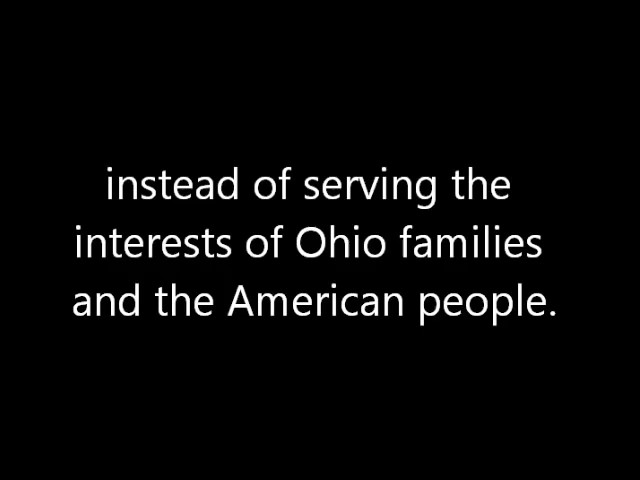 instead of serving the
interests of Ohio families
and the American people.